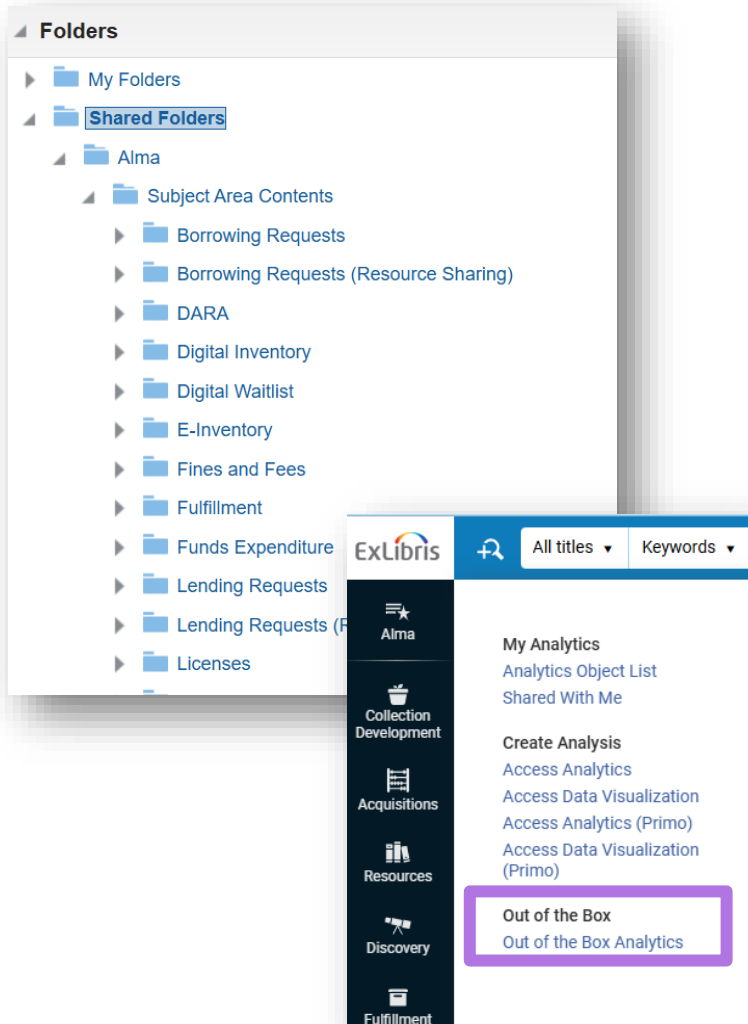 Folders
My Folders
Shared Folders
Alma
Subject Area Contents
Borrowing Requests
Borrowing Requests (Resource Sharing)
DARA
Digital Inventory
Digital Waitlist
E-Inventory
Fines and Fees
Fulfillment
Funds Expenditure
Lending Requests
Lending Requests (
Licenses
ExLibris
All titles
Keywords
Alma
Collection
Development
Acquisitions
Resources
Discovery
Fulfillment
My Analytics
Analytics Object List
Shared With Me
Create Analysis
Access Analytics
Access Data Visualization
Access Analytics (Primo)
Access Data Visualization
(Primo)
Out of the Box
Out of the Box Analytics